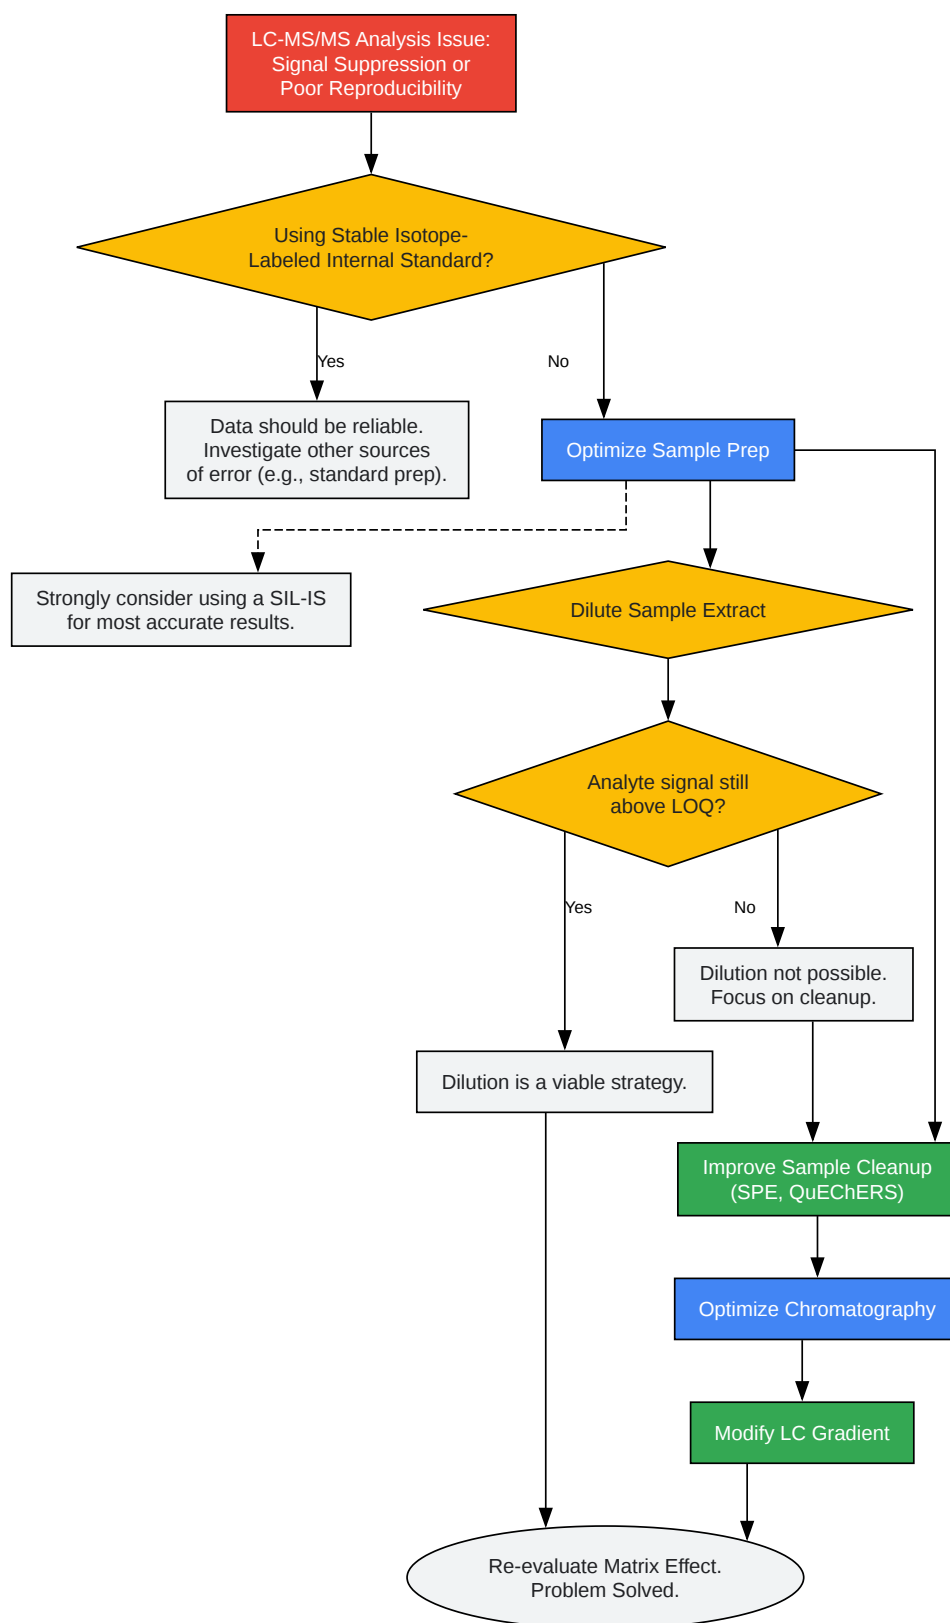 LC-MS/MS Analysis Issue:
Signal Suppression or
Poor Reproducibility
Using Stable Isotope-
Labeled Internal Standard?
Yes
No
Data should be reliable.
Investigate other sources
of error (e.g., standard prep).
Optimize Sample Prep
Strongly consider using a SIL-IS
for most accurate results.
Dilute Sample Extract
Analyte signal still
above LOQ?
Yes
No
Dilution not possible.
Focus on cleanup.
Dilution is a viable strategy.
Improve Sample Cleanup
(SPE, QuEChERS)
Optimize Chromatography
Modify LC Gradient
Re-evaluate Matrix Effect.
Problem Solved.